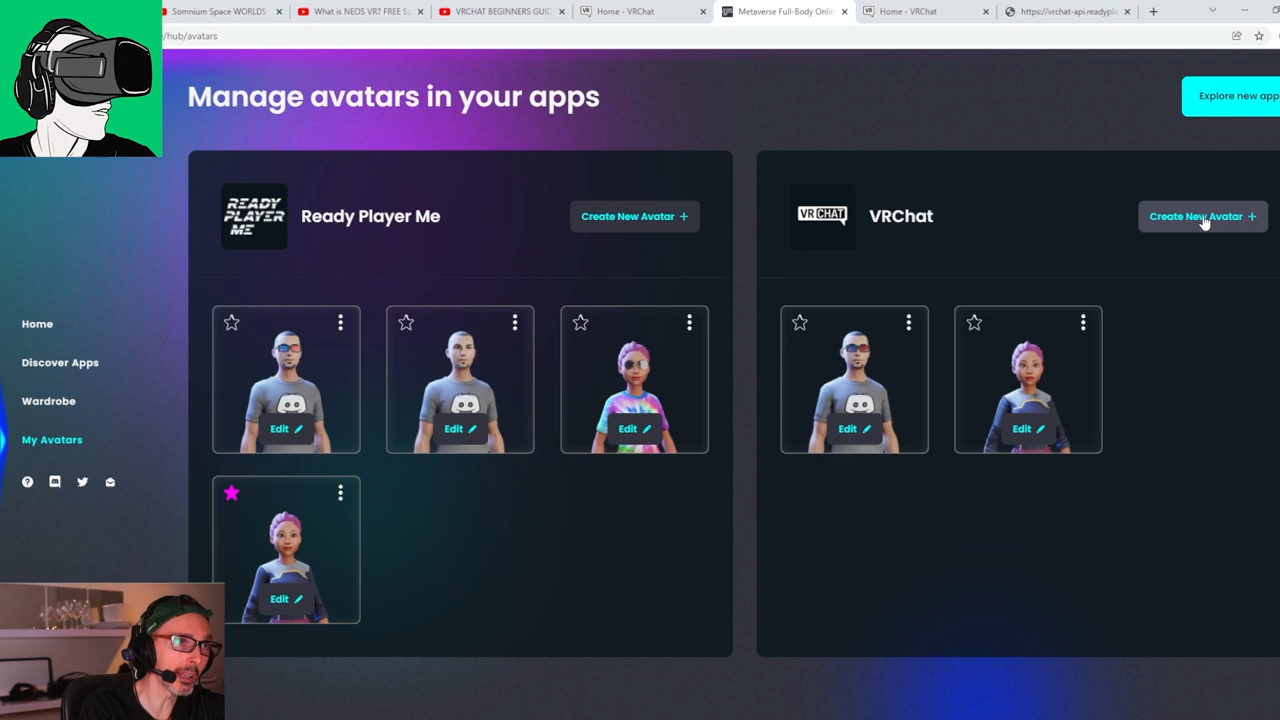 Somnium Space WORLDS
What is NEOS VR? FREE So
VRCHAT BEGINNERS GUID
Home - VRChat
Metaverse Full-Body Onlin
Home - VRChat
https://vrchat-api.readypla
/hub/avatars
Manage avatars in your apps
Explore new app
READY
PLAYER
ME
Ready Player Me
Create New Avatar +
VRCHAT
VRChat
Create New Avatar +
Home
Discover Apps
Wardrobe
My Avatars
Edit
Edit
Edit
Edit
Edit
Edit